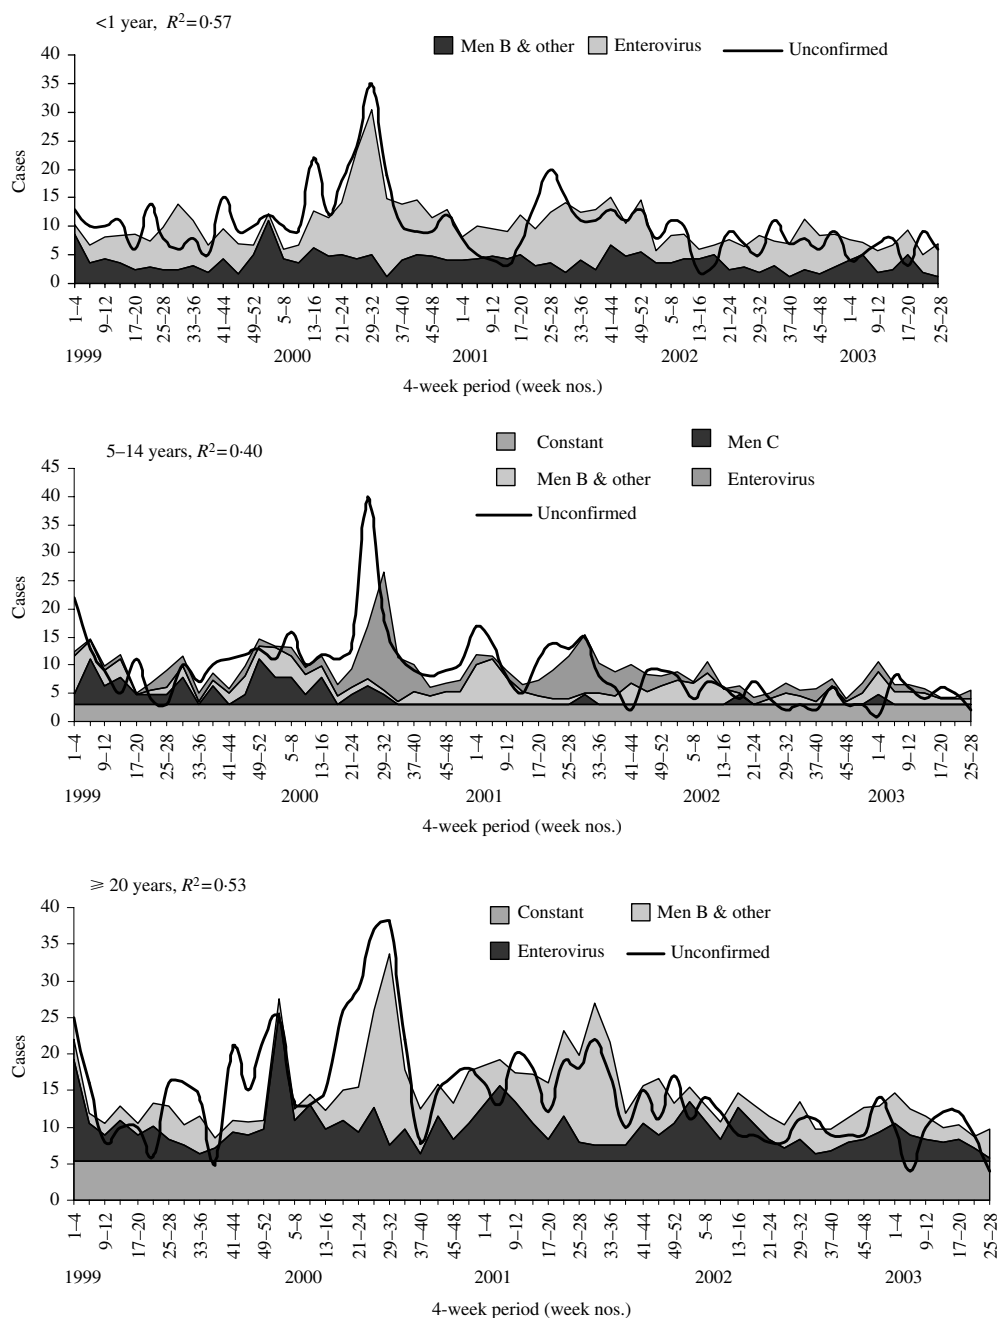 <1 year, R²=0·57
Men B & other Enterovirus Unconfirmed
40
35
30
25
20
15
10
5
0
Cases
1–4 9–12 17–20 25–28 33–36 41–44 49–52 5–8 13–16 21–24 29–32 37–40 45–48 1–4 9–12 17–20 25–28 33–36 41–44 49–52 5–8 13–16 21–24 29–32 37–40 45–48 1–4 9–12 17–20 25–28
1999 2000 2001 2002 2003
4-week period (week nos.)
5–14 years, R²=0·40
Constant Men C
Men B & other Enterovirus
Unconfirmed
45
40
35
30
25
20
15
10
5
0
Cases
1–4 9–12 17–20 25–28 33–36 41–44 49–52 5–8 13–16 21–24 29–32 37–40 45–48 1–4 9–12 17–20 25–28 33–36 41–44 49–52 5–8 13–16 21–24 29–32 37–40 45–48 1–4 9–12 17–20 25–28
1999 2000 2001 2002 2003
4-week period (week nos.)
⩾ 20 years, R²=0·53
Constant Men B & other
Enterovirus Unconfirmed
40
35
30
25
20
15
10
5
0
Cases
1–4 9–12 17–20 25–28 33–36 41–44 49–52 5–8 13–16 21–24 29–32 37–40 45–48 1–4 9–12 17–20 25–28 33–36 41–44 49–52 5–8 13–16 21–24 29–32 37–40 45–48 1–4 9–12 17–20 25–28
1999 2000 2001 2002 2003
4-week period (week nos.)